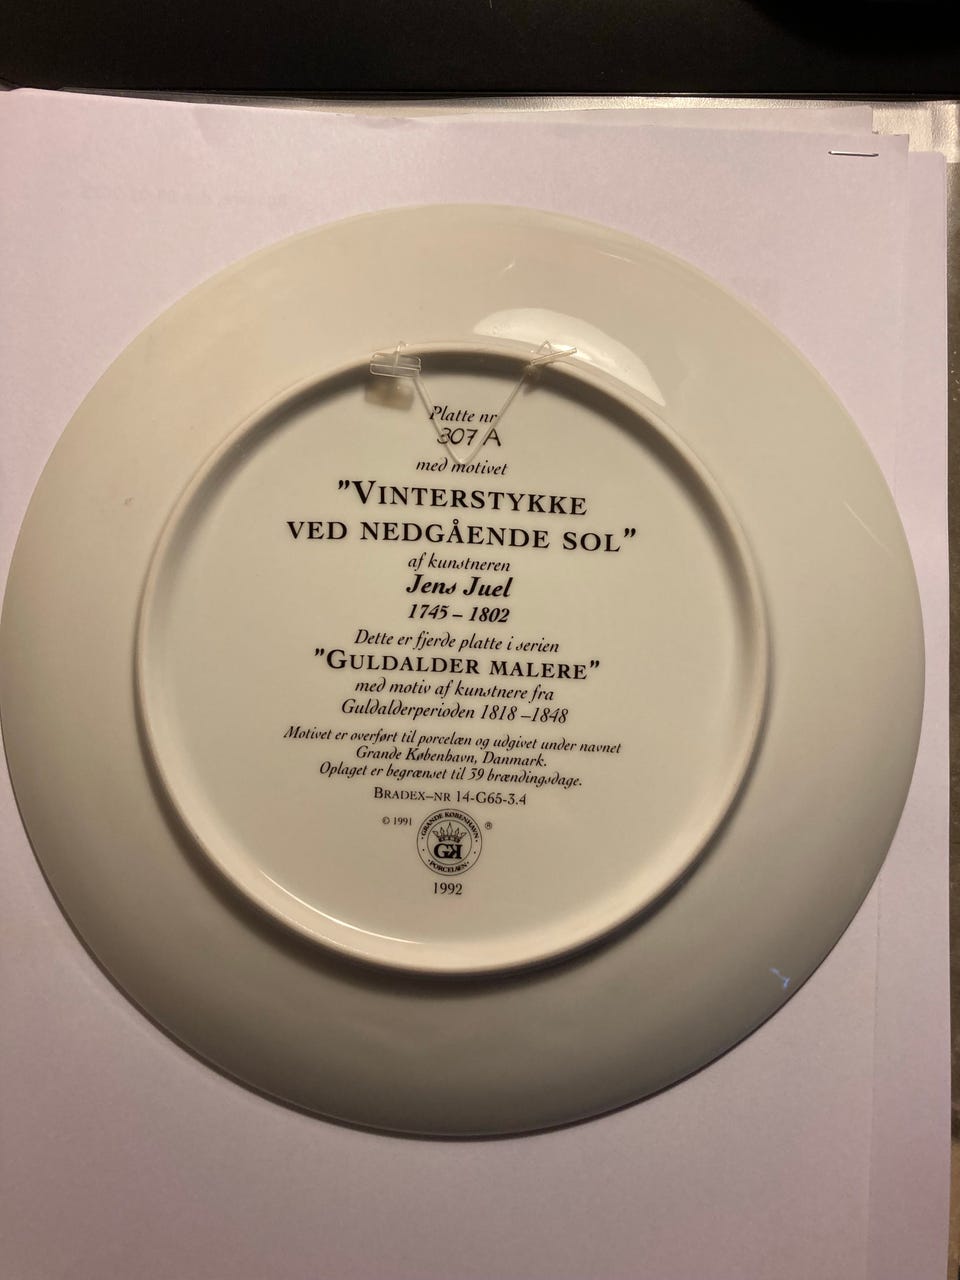 Platte nr
307 A
med motivet
"VINTERSTYKKE
VED NEDGÅENDE SOL"
af kunstneren
Jens Juel
1745 – 1802
Dette er fjerde platte i serien
"GULDALDER MALERE"
med motiv af kunstnere fra
Guldalderperioden 1818 –1848
Motivet er overført til porcelæn og udgivet under navnet
Grande København, Danmark.
Oplaget er begrænset til 39 brændingsdage.
BRADEX–NR 14-G65-3.4
© 1991
GRANDE KØBENHAVN
®
GK
PORCELÆN
1992